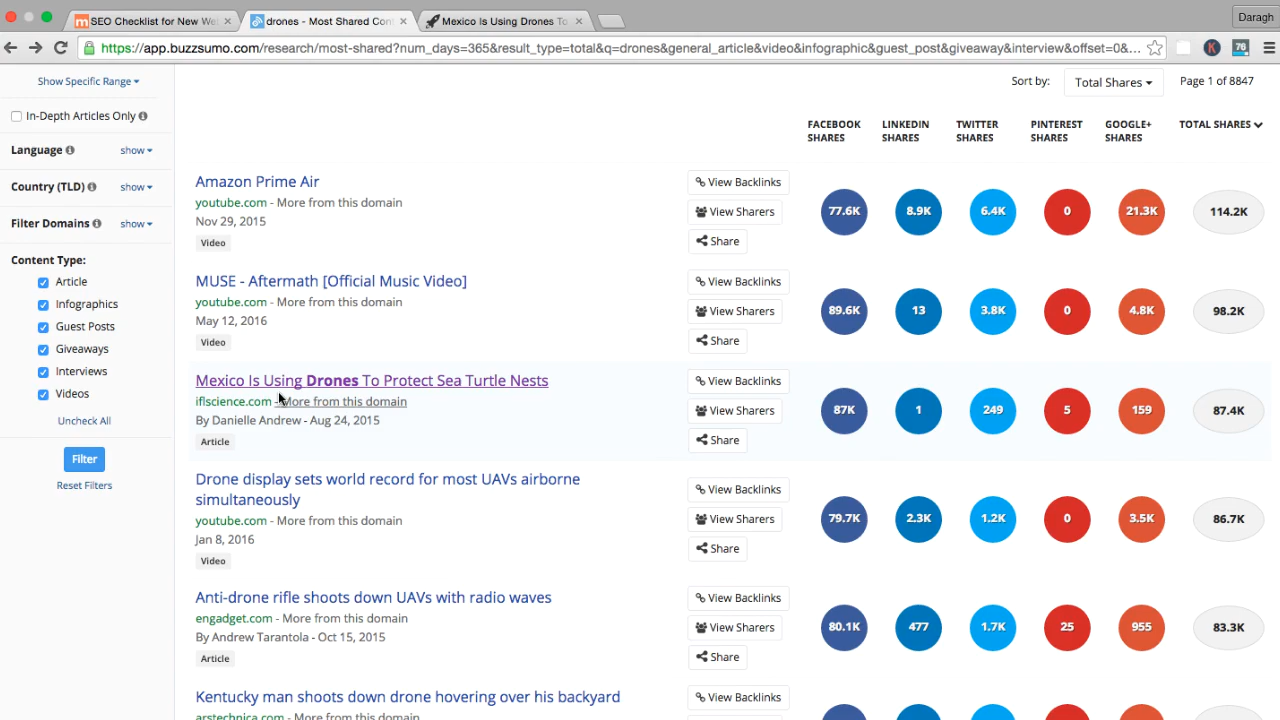 SEO Checklist for New We
drones - Most Shared Con
Mexico Is Using Drones To
Daragh
https://app.buzzsumo.com/research/most-shared?num_days=365&result_type=total&q=drones&general_article&video&infographic&guest_post&giveaway&interview&offset=0&...
K
76
Show Specific Range
In-Depth Articles Only
Language show
Country (TLD) show
Filter Domains show
Content Type:
Article
Infographics
Guest Posts
Giveaways
Interviews
Videos
Uncheck All
Filter
Reset Filters
Sort by: Total Shares Page 1 of 8847
FACEBOOK SHARES LINKEDIN SHARES TWITTER SHARES PINTEREST SHARES GOOGLE+ SHARES TOTAL SHARES
Amazon Prime Air
youtube.com - More from this domain
Nov 29, 2015
Video
View Backlinks
View Sharers
Share
77.6K 8.9K 6.4K 0 21.3K 114.2K
MUSE - Aftermath [Official Music Video]
youtube.com - More from this domain
May 12, 2016
Video
View Backlinks
View Sharers
Share
89.6K 13 3.8K 0 4.8K 98.2K
Mexico Is Using Drones To Protect Sea Turtle Nests
iflscience.com - More from this domain
By Danielle Andrew - Aug 24, 2015
Article
View Backlinks
View Sharers
Share
87K 1 249 5 159 87.4K
Drone display sets world record for most UAVs airborne
simultaneously
youtube.com - More from this domain
Jan 8, 2016
Video
View Backlinks
View Sharers
Share
79.7K 2.3K 1.2K 0 3.5K 86.7K
Anti-drone rifle shoots down UAVs with radio waves
engadget.com - More from this domain
By Andrew Tarantola - Oct 15, 2015
Article
View Backlinks
View Sharers
Share
80.1K 477 1.7K 25 955 83.3K
Kentucky man shoots down drone hovering over his backyard
arstechnica.com - More from this domain
View Backlinks